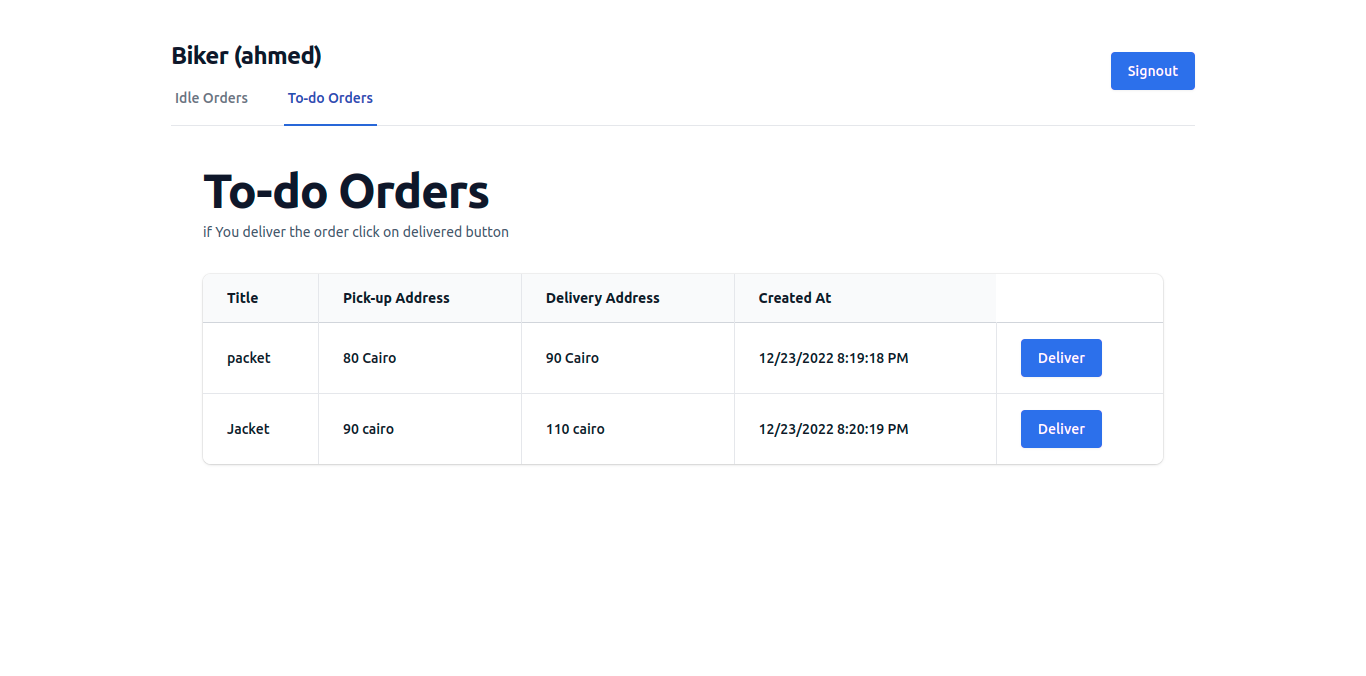 Biker (ahmed)
Signout
Idle Orders To-do Orders
To-do Orders
if You deliver the order click on delivered button
Title Pick-up Address Delivery Address Created At
packet 80 Cairo 90 Cairo 12/23/2022 8:19:18 PM Deliver
Jacket 90 cairo 110 cairo 12/23/2022 8:20:19 PM Deliver